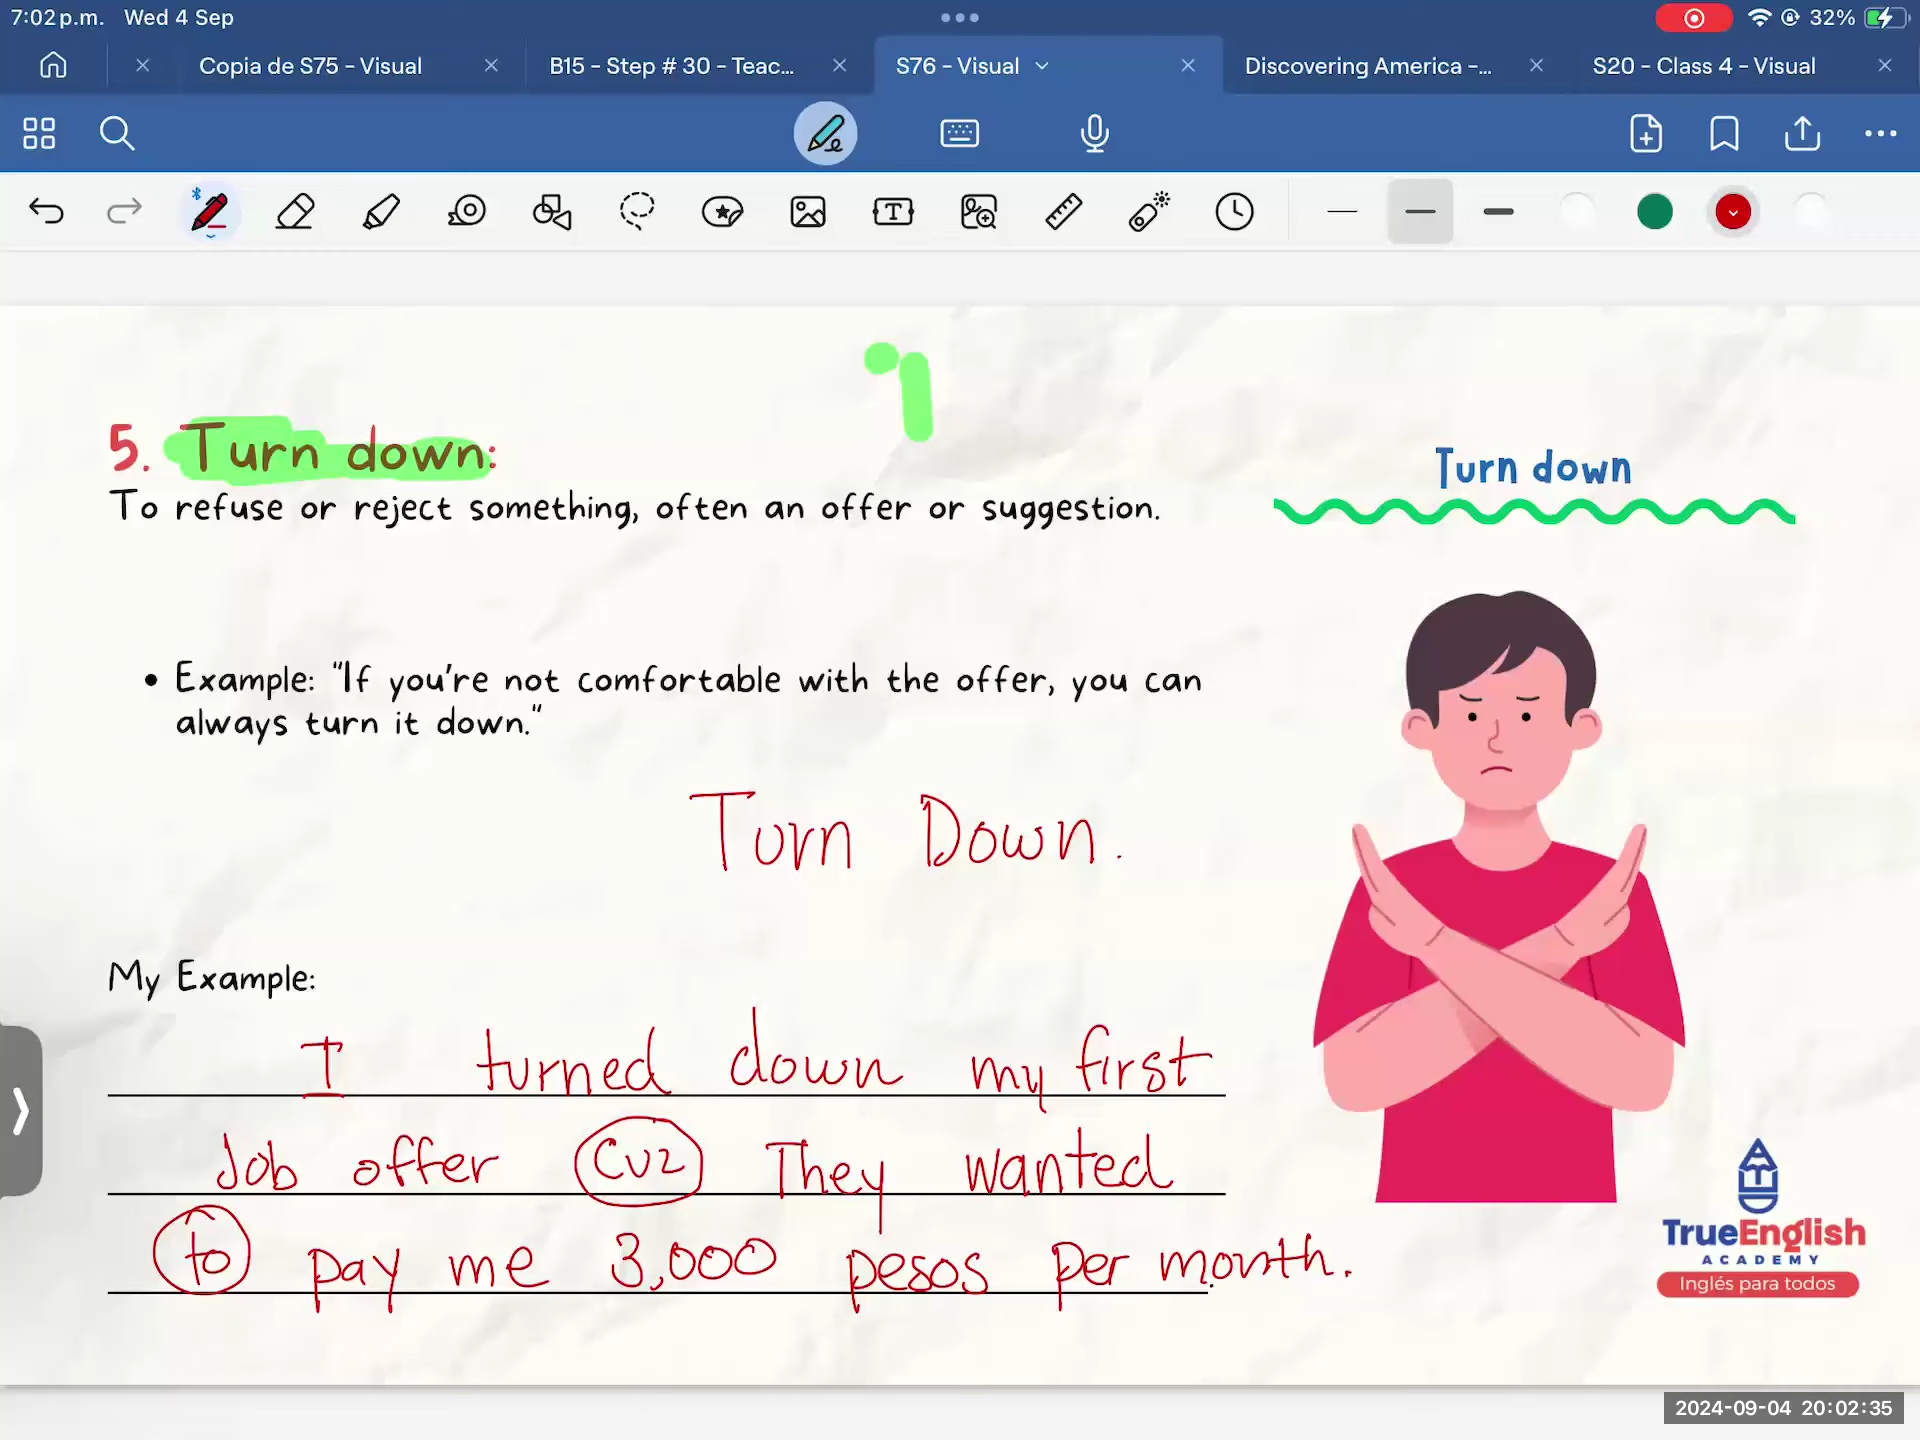 7:02 p.m. Wed 4 Sep
32%
Copia de S75 - Visual
B15 - Step # 30 - Teac...
S76 - Visual
Discovering America -...
S20 - Class 4 - Visual
5. Turn down:
To refuse or reject something, often an offer or suggestion.
Turn down
• Example: "If you're not comfortable with the offer, you can
always turn it down."
Turn Down.
My Example:
I turned down my first
Job offer Cuz They wanted
to pay me 3,000 pesos per month.
TrueEnglish
ACADEMY
Inglés para todos
2024-09-04 20:02:35